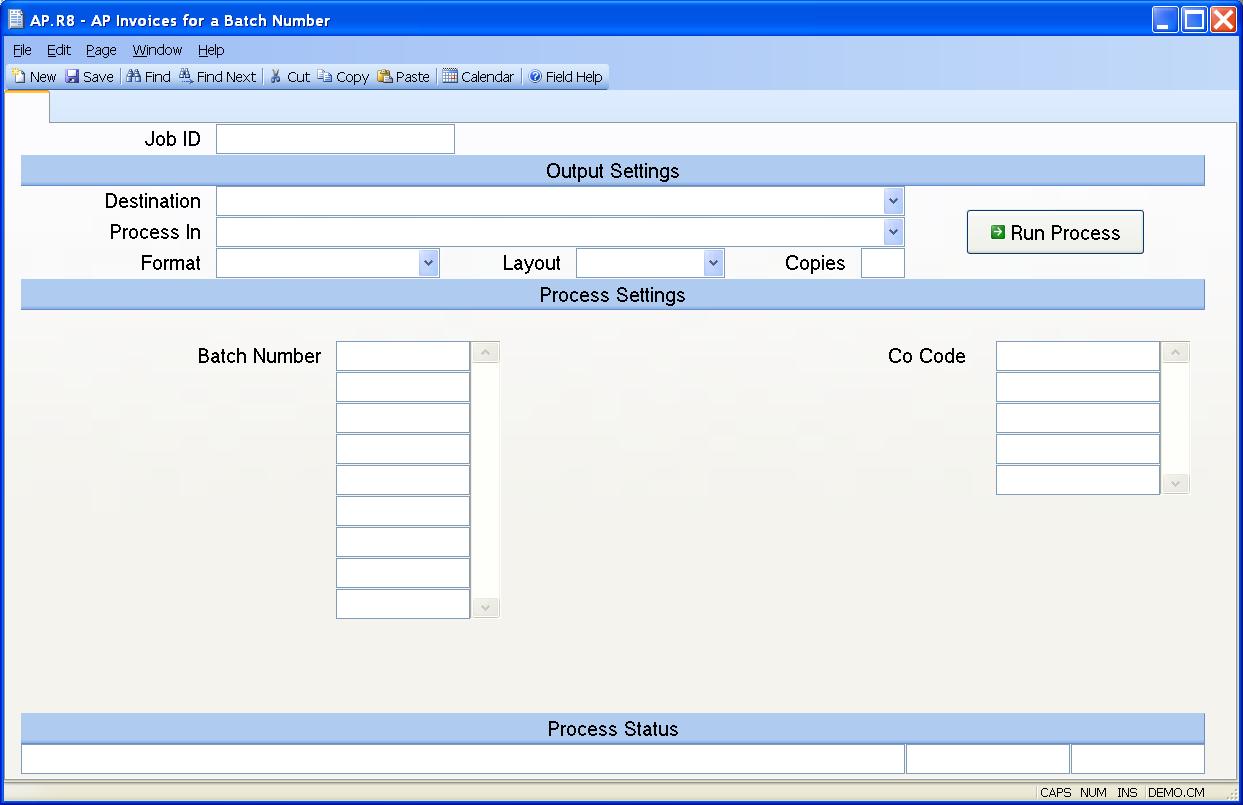 AP.R8 - AP Invoices for a Batch Number
File Edit Page Window Help
New Save Find Find Next Cut Copy Paste Calendar Field Help
Job ID
Output Settings
Destination
Process In
Run Process
Format Layout Copies
Process Settings
Batch Number Co Code
Process Status
CAPS NUM INS DEMO.CM